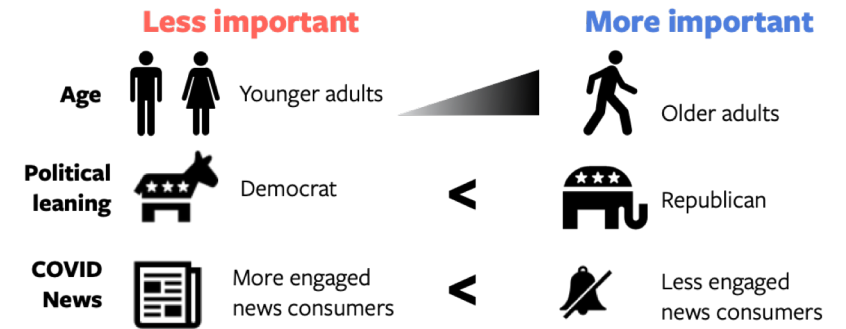 Less important
More important
Age
Younger adults
Older adults
Political
leaning
Democrat
<
Republican
COVID
News
More engaged
news consumers
<
Less engaged
news consumers